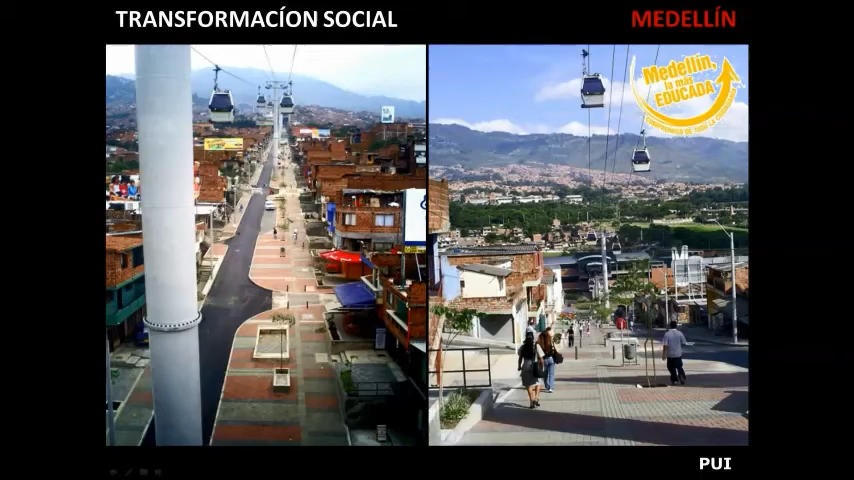 TRANSFORMACÍON SOCIAL
MEDELLÍN
Medellín,
la más
EDUCADA
PUI